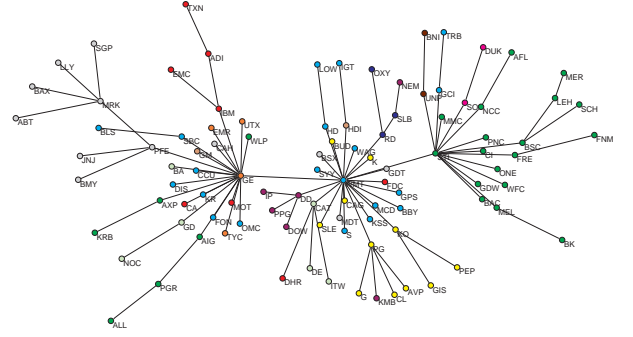 TXN
SGP
LLY
ADI
BAX
EMC
MRK
ABT
IBM
BLS
EMR
UTX
SBC
CAH
WLP
PFE
GM
JNJ
BA
CCU
BMY
DIS
GE
KR
AXP
CA
MOT
FON
GD
OMC
KRB
AIG
TYC
NOC
PGR
ALL
LOW
IGT
OXY
NEM
SLB
HD
HDI
RD
BUD
BSX
WAG
K
SYY
GDT
FDC
IP
DD
GPS
PPG
CAT
CAG
MCD
BBY
DOW
SLE
MDT
KSS
S
KO
PG
DE
PEP
DHR
ITW
G
KMB
CL
AVP
GIS
BNI
TRB
DUK
AFL
UNP
GCI
SO
NCC
MMC
MER
LEH
SCH
FNM
PNC
BSC
CI
FRE
ONE
GDW
WFC
BAC
MEL
BK